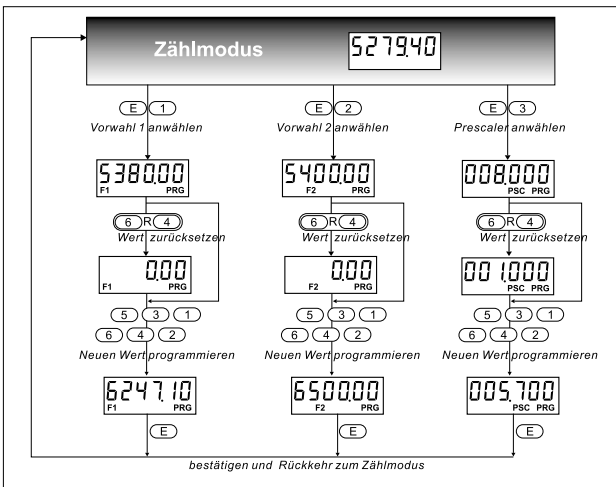 Zählmodus 5279.40
E 1 E 2 E 3
Vorwahl 1 anwählen Vorwahl 2 anwählen Prescaler anwählen
5380.00 5400.00 008.000
F1 PRG F2 PRG PSC PRG
6 R 4 6 R 4 6 R 4
Wert zurücksetzen Wert zurücksetzen Wert zurücksetzen
0.00 0.00 001.000
F1 PRG F2 PRG PSC PRG
5 3 1 5 3 1 5 3 1
6 4 2 6 4 2 6 4 2
Neuen Wert programmieren Neuen Wert programmieren Neuen Wert programmieren
6247.10 6500.00 005.700
F1 PRG F2 PRG PSC PRG
E E E
bestätigen und Rückkehr zum Zählmodus